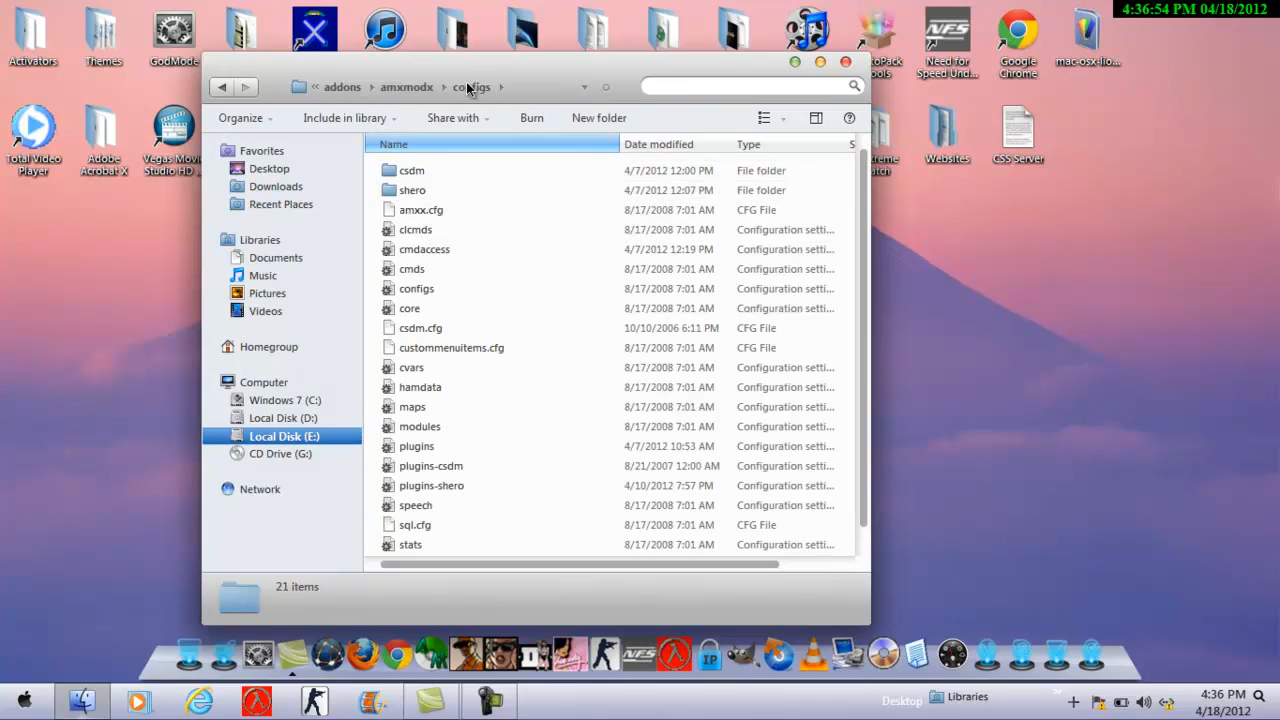 4:36:54 PM 04/18/2012
Activators
Themes
GodMode
Need for
Speed Und...
Google
Chrome
mac-osx-lio...
Total Video
Player
Adobe
Acrobat X
Vegas Movi...
Studio HD ...
Websites
CSS Server
« addons amxmodx configs
Organize
Include in library
Share with
Burn
New folder
Name
Date modified
Type
S
Favorites
Desktop
Downloads
Recent Places
Libraries
Documents
Music
Pictures
Videos
Homegroup
Computer
Windows 7 (C:)
Local Disk (D:)
Local Disk (E:)
CD Drive (G:)
Network
csdm 4/7/2012 12:00 PM File folder
shero 4/7/2012 12:07 PM File folder
amxx.cfg 8/17/2008 7:01 AM CFG File
clcmds 8/17/2008 7:01 AM Configuration setti...
cmdaccess 4/7/2012 12:19 PM Configuration setti...
cmds 8/17/2008 7:01 AM Configuration setti...
configs 8/17/2008 7:01 AM Configuration setti...
core 8/17/2008 7:01 AM Configuration setti...
csdm.cfg 10/10/2006 6:11 PM CFG File
custommenuitems.cfg 8/17/2008 7:01 AM CFG File
cvars 8/17/2008 7:01 AM Configuration setti...
hamdata 8/17/2008 7:01 AM Configuration setti...
maps 8/17/2008 7:01 AM Configuration setti...
modules 8/17/2008 7:01 AM Configuration setti...
plugins 4/7/2012 10:53 AM Configuration setti...
plugins-csdm 8/21/2007 12:00 AM Configuration setti...
plugins-shero 4/10/2012 7:57 PM Configuration setti...
speech 8/17/2008 7:01 AM Configuration setti...
sql.cfg 8/17/2008 7:01 AM CFG File
stats 8/17/2008 7:01 AM Configuration setti...
21 items
NFS
IP
Desktop
Libraries
»
4:36 PM
4/18/2012